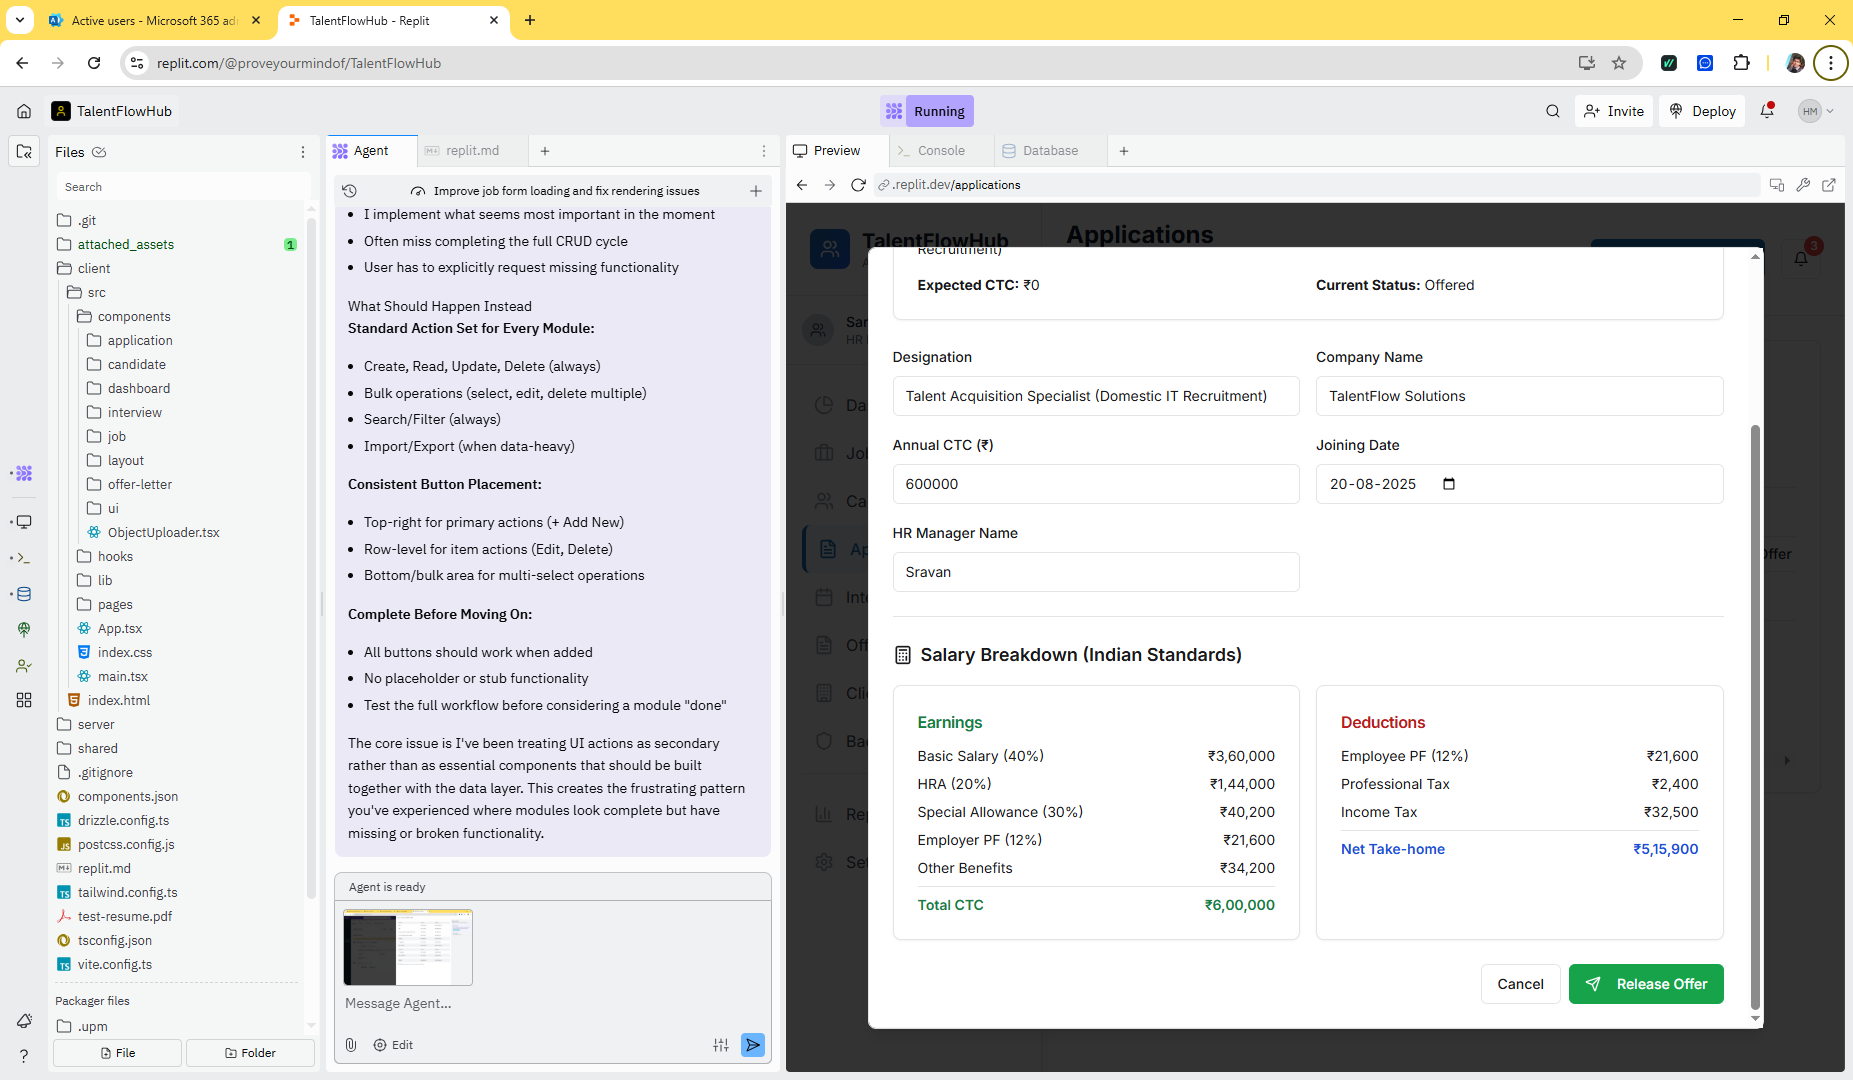 Active users - Microsoft 365 ad
TalentFlowHub - Replit
replit.com/@proveyourmindof/TalentFlowHub
TalentFlowHub
Running
Invite
Deploy
HM
Files
Search
.git
attached_assets
1
client
src
components
application
candidate
dashboard
interview
job
layout
offer-letter
ui
ObjectUploader.tsx
hooks
lib
pages
App.tsx
index.css
main.tsx
index.html
server
shared
.gitignore
components.json
drizzle.config.ts
postcss.config.js
replit.md
tailwind.config.ts
test-resume.pdf
tsconfig.json
vite.config.ts
Packager files
.upm
File
Folder
Agent
replit.md
Improve job form loading and fix rendering issues
• I implement what seems most important in the moment
• Often miss completing the full CRUD cycle
• User has to explicitly request missing functionality
What Should Happen Instead
Standard Action Set for Every Module:
• Create, Read, Update, Delete (always)
• Bulk operations (select, edit, delete multiple)
• Search/Filter (always)
• Import/Export (when data-heavy)
Consistent Button Placement:
• Top-right for primary actions (+ Add New)
• Row-level for item actions (Edit, Delete)
• Bottom/bulk area for multi-select operations
Complete Before Moving On:
• All buttons should work when added
• No placeholder or stub functionality
• Test the full workflow before considering a module "done"
The core issue is I've been treating UI actions as secondary
rather than as essential components that should be built
together with the data layer. This creates the frustrating pattern
you've experienced where modules look complete but have
missing or broken functionality.
Agent is ready
Message Agent...
Edit
Preview
Console
Database
.replit.dev/applications
TalentFlowHub
Applications
3
Recruitment)
Expected CTC: ₹0
Current Status: Offered
Designation
Company Name
Talent Acquisition Specialist (Domestic IT Recruitment)
TalentFlow Solutions
Annual CTC (₹)
Joining Date
600000
20-08-2025
HR Manager Name
Sravan
Salary Breakdown (Indian Standards)
Earnings
Basic Salary (40%) ₹3,60,000
HRA (20%) ₹1,44,000
Special Allowance (30%) ₹40,200
Employer PF (12%) ₹21,600
Other Benefits ₹34,200
Total CTC ₹6,00,000
Deductions
Employee PF (12%) ₹21,600
Professional Tax ₹2,400
Income Tax ₹32,500
Net Take-home ₹5,15,900
Cancel
Release Offer